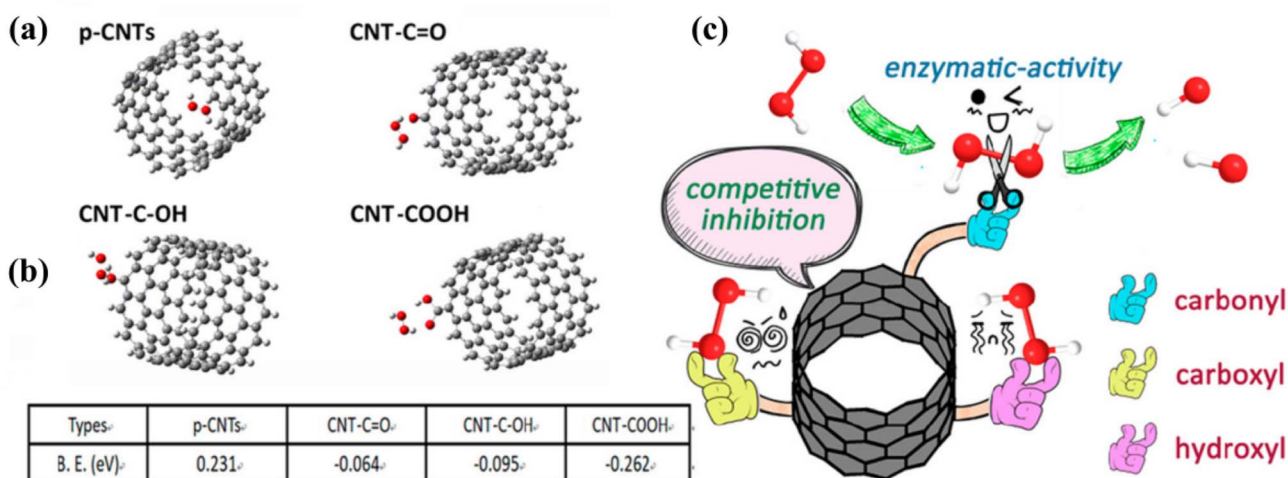 (a)
p-CNTs
CNT-C=O
CNT-C-OH
CNT-COOH
(b)
Types
p-CNTs
CNT-C=O
CNT-C-OH
CNT-COOH
B. E. (eV)
0.231
-0.064
-0.095
-0.262
(c)
enzymatic-activity
competitive
inhibition
carbonyl
carboxyl
hydroxyl